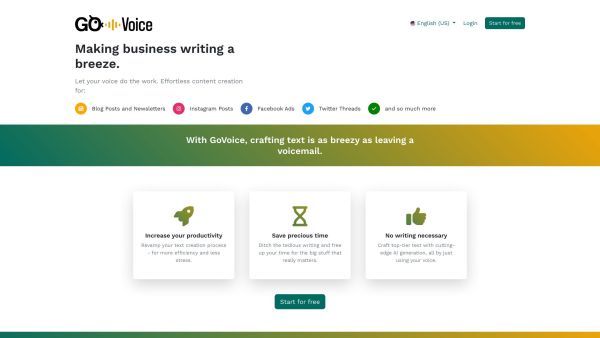 GO Voice
English (US)
Login
Start for free
Making business writing a
breeze.
Let your voice do the work. Effortless content creation
for:
Blog Posts and Newsletters
Instagram Posts
Facebook Ads
Twitter Threads
and so much more
With GoVoice, crafting text is as breezy as leaving a
voicemail.
Increase your productivity
Revamp your text creation process
- for more efficiency and less
stress.
Save precious time
Ditch the tedious writing and free
up your time for the big stuff that
really matters.
No writing necessary
Craft top-tier text with cutting-
edge AI generation, all by just
using your voice.
Start for free